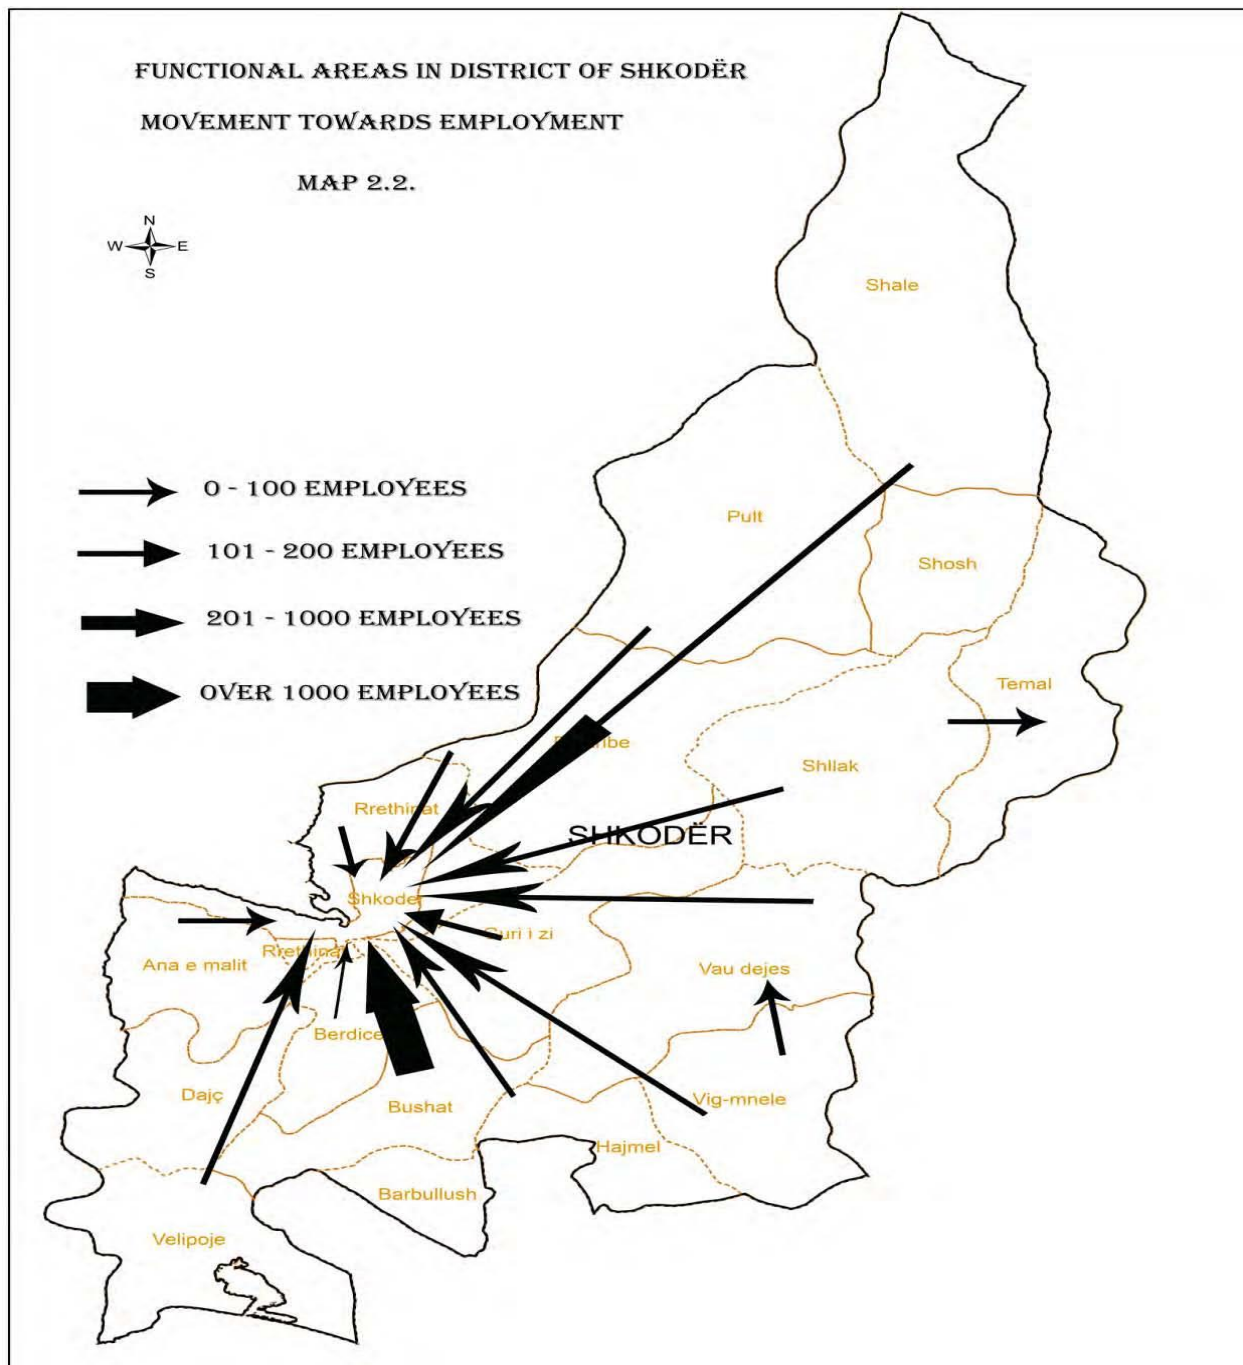 FUNCTIONAL AREAS IN DISTRICT OF SHKODËR
MOVEMENT TOWARDS EMPLOYMENT
MAP 2.2.
N
W E
S
Shale
0 - 100 EMPLOYEES
101 - 200 EMPLOYEES
201 - 1000 EMPLOYEES
OVER 1000 EMPLOYEES
Pult
Shosh
Temal
Shllak
Rrethinat
SHKODËR
Shkoder
Ana e malit
Vau dejes
Berdice
Dajç
Bushat
Vig-mnele
Hajmel
Barbullush
Velipoje